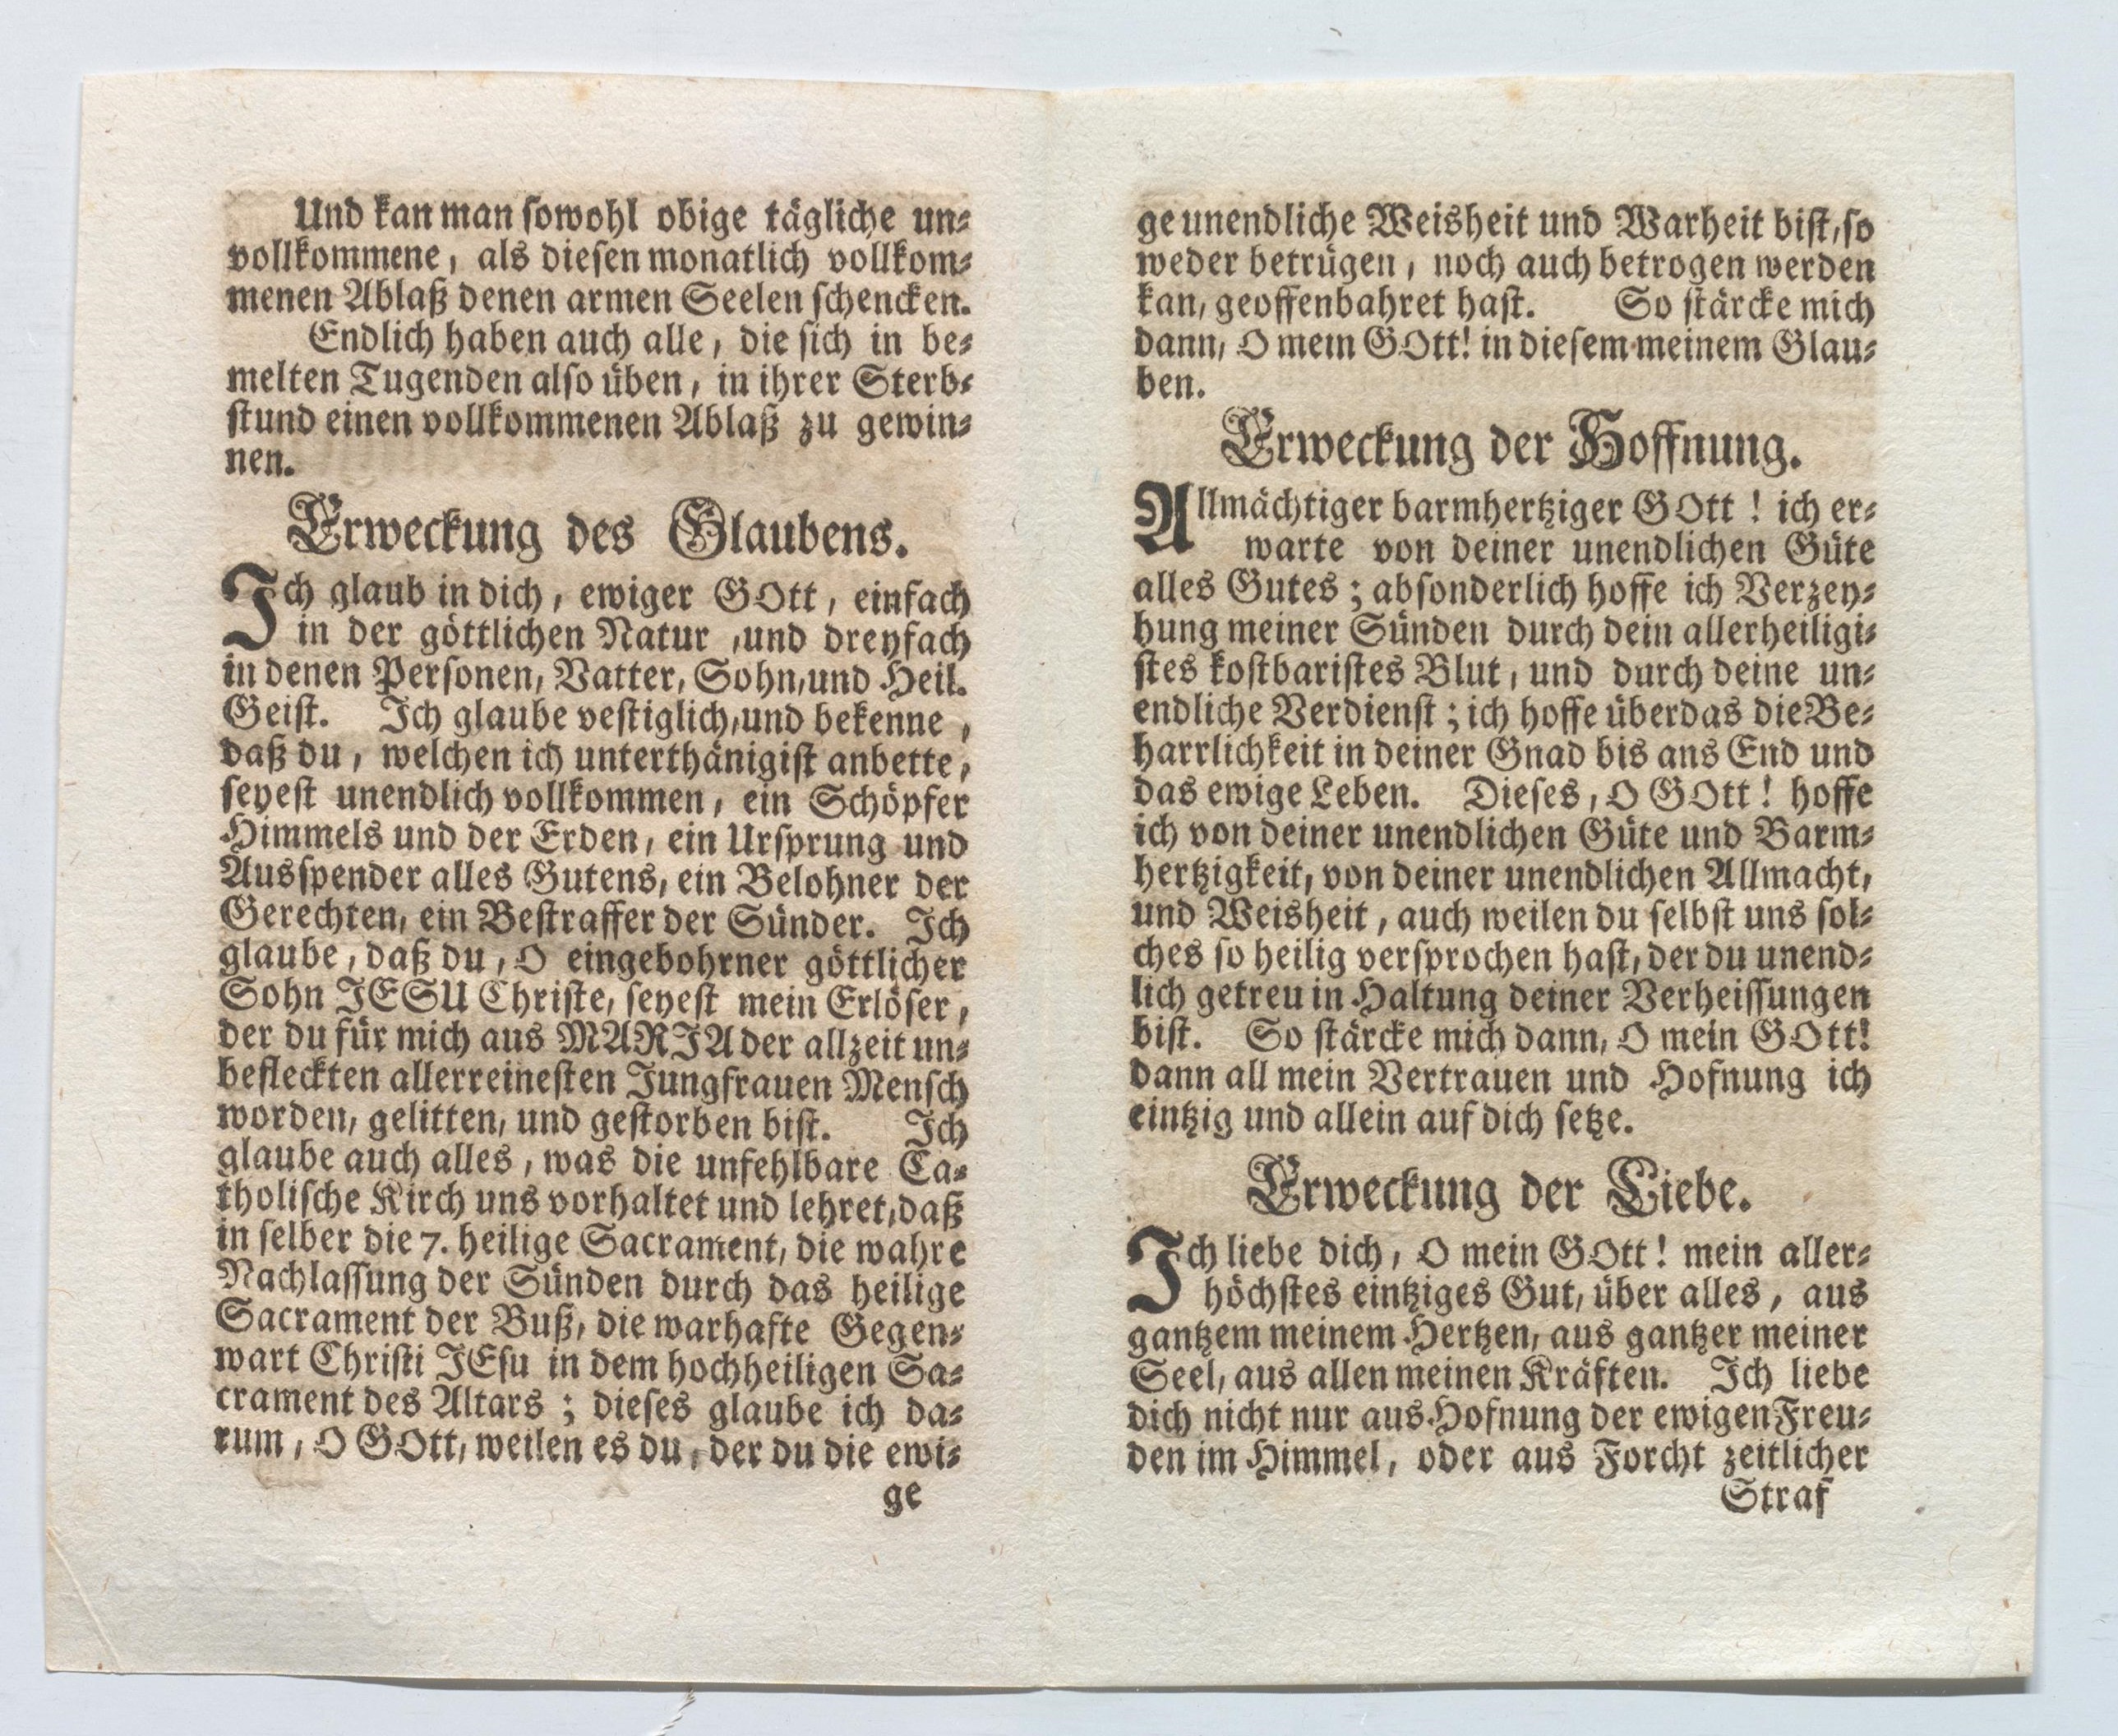 Und kan man ſowohl obige tägliche un⸗
vollkommene, als dieſen monatlich vollkom⸗
menen Ablaß denen armen Seelen ſchencken.
Endlich haben auch alle, die ſich in be⸗
melten Tugenden alſo üben, in ihrer Sterb⸗
ſtund einen vollkommenen Ablaß zu gewin⸗
nen.
Erweckung des Glaubens.
Ich glaub in dich, ewiger GOtt, einfach
in der göttlichen Natur, und dreyfach
in denen Perſonen, Vatter, Sohn, und Heil.
Geiſt. Ich glaube veſtiglich, und bekenne,
daß du, welchen ich unterthänigiſt anbette,
ſeyeſt unendlich vollkommen, ein Schöpfer
Himmels und der Erden, ein Urſprung und
Ausſpender alles Gutens, ein Belohner der
Gerechten, ein Beſtraffer der Sünder. Ich
glaube, daß du, O eingebohrner göttlicher
Sohn JESU Chriſte, ſeyeſt mein Erlöſer,
der du für mich aus MARJA der allzeit un⸗
befleckten allerreineſten Jungfrauen Menſch
worden, gelitten, und geſtorben biſt. Ich
glaube auch alles, was die unfehlbare Ca⸗
tholiſche Kirch uns vorhaltet und lehret, daß
in ſelber die 7. heilige Sacrament, die wahre
Nachlaſſung der Sünden durch das heilige
Sacrament der Buß, die warhafte Gegen⸗
wart Chriſti JEſu in dem hochheiligen Sa⸗
crament des Altars; dieſes glaube ich da⸗
rum, O GOtt, weilen es du, der du die ewi⸗
ge
ge unendliche Weisheit und Warheit biſt, ſo
weder betrügen, noch auch betrogen werden
kan, geoffenbahret haſt. So ſtärcke mich
dann, O mein GOtt! in dieſem meinem Glau⸗
ben.
Erweckung der Hoffnung.
Allmächtiger barmhertziger GOtt! ich er⸗
warte von deiner unendlichen Güte
alles Gutes; abſonderlich hoffe ich Verzey⸗
hung meiner Sünden durch dein allerheiligi⸗
ſtes koſtbariſtes Blut, und durch deine un⸗
endliche Verdienſt; ich hoffe überdas die Be⸗
harrlichkeit in deiner Gnad bis ans End und
das ewige Leben. Dieſes, O GOtt! hoffe
ich von deiner unendlichen Güte und Barm⸗
hertzigkeit, von deiner unendlichen Allmacht,
und Weisheit, auch weilen du ſelbſt uns ſol⸗
ches ſo heilig verſprochen haſt, der du unend⸗
lich getreu in Haltung deiner Verheiſſungen
biſt. So ſtärcke mich dann, O mein GOtt!
dann all mein Vertrauen und Hofnung ich
eintzig und allein auf dich ſetze.
Erweckung der Liebe.
Ich liebe dich, O mein GOtt! mein aller⸗
höchſtes eintziges Gut, über alles, aus
gantzem meinem Hertzen, aus gantzer meiner
Seel, aus allen meinen Kräften. Ich liebe
dich nicht nur aus Hofnung der ewigen Freu⸗
den im Himmel, oder aus Forcht zeitlicher
Straf